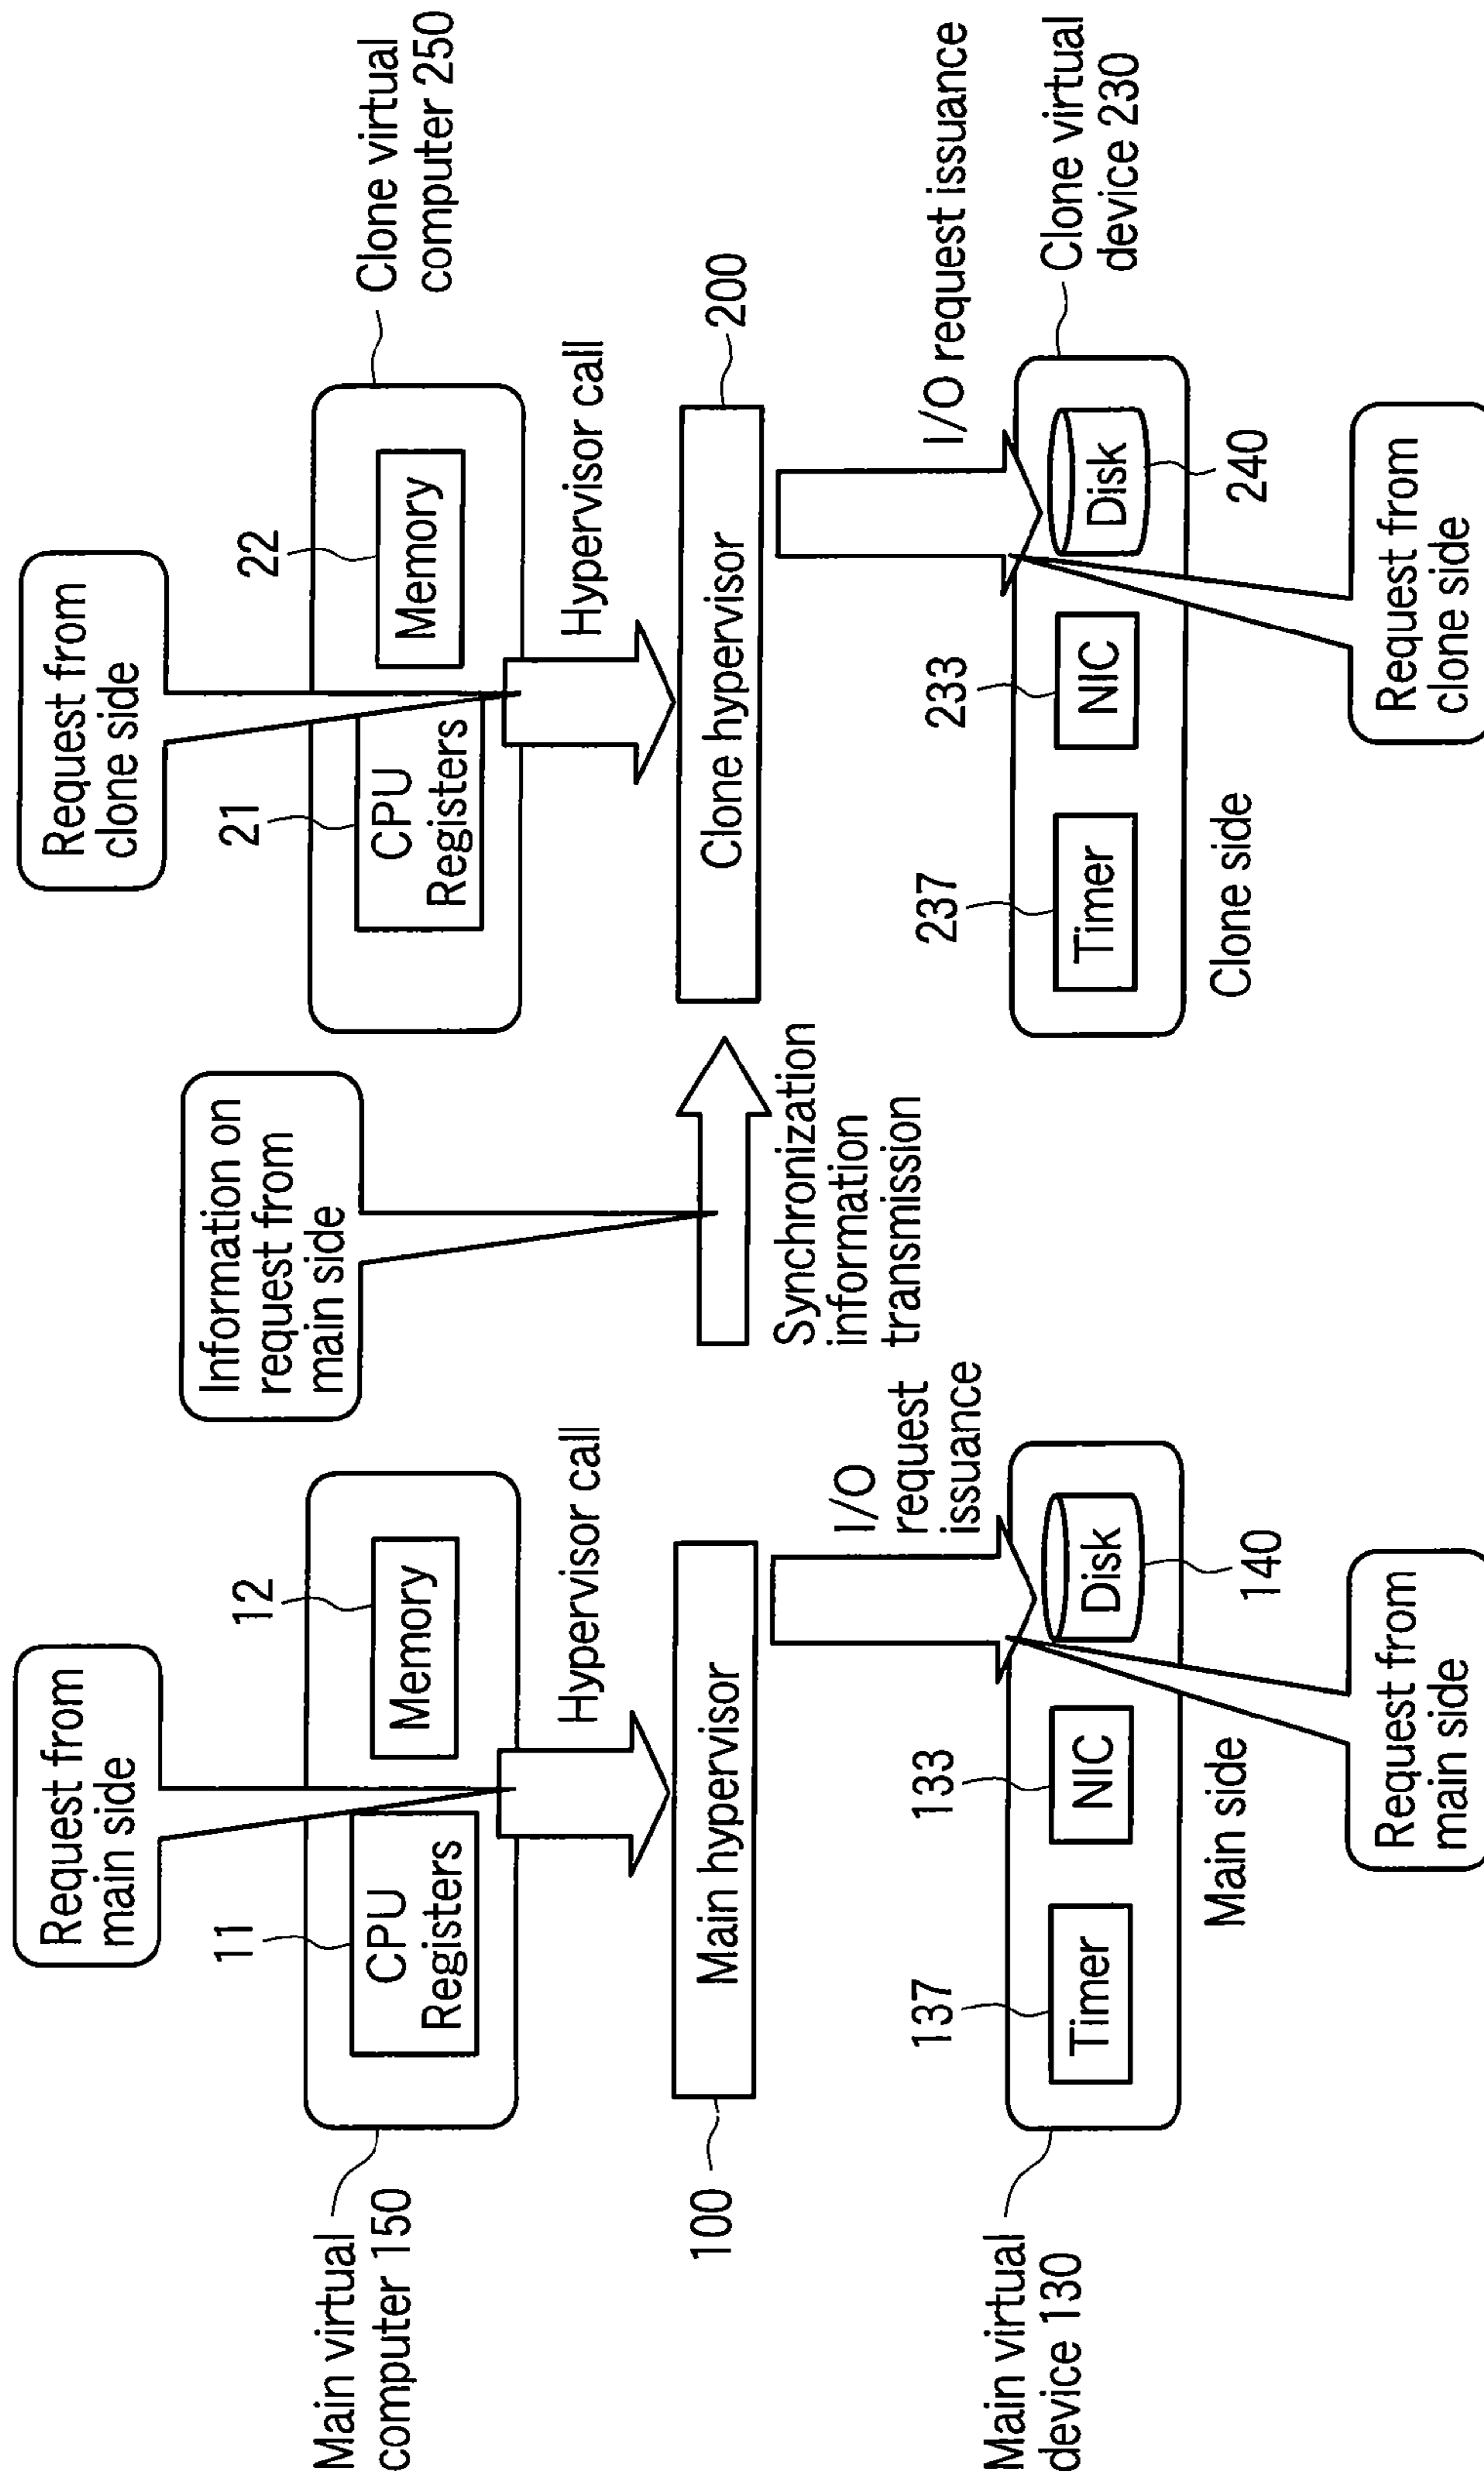 Request from
main side
12
11
CPU
Registers
Memory
Main virtual
computer 150
Hypervisor call
Main hypervisor
100
I/O
request
issuance
137
133
Timer
NIC
Disk
140
Main virtual
device 130
Main side
Request from
main side
Information on
request from
main side
Synchronization
information
transmission
Request from
clone side
22
21
CPU
Registers
Memory
Clone virtual
computer 250
Hypervisor call
Clone hypervisor
200
I/O request issuance
237
233
Timer
NIC
Disk
240
Clone virtual
device 230
Clone side
Request from
clone side